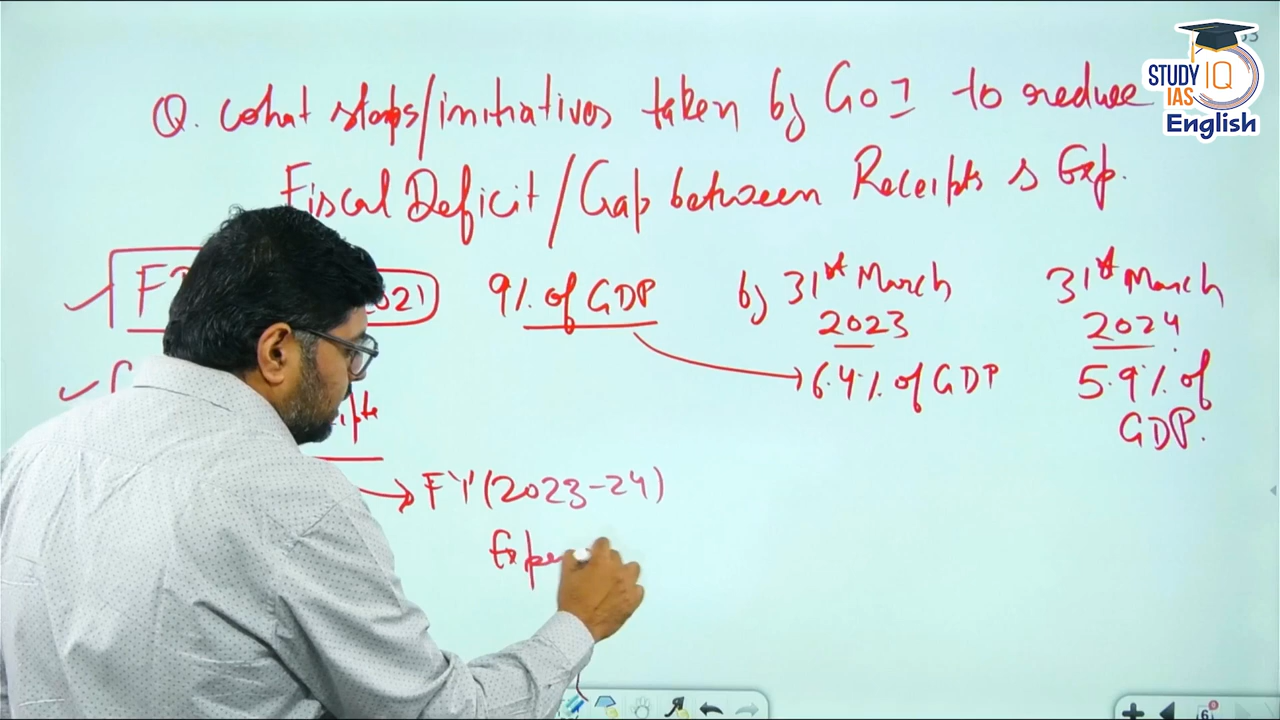 STUDY IQ
IAS
English
Q. What steps/initiatives taken by GoI to reduce
Fiscal Deficit/Gap between Receipts & Exp.
2021) 9% of GDP by 31st March 31st March
2023 2024
6.4% of GDP 5.9% of
GDP.
→ FY (2023-24)
Expen